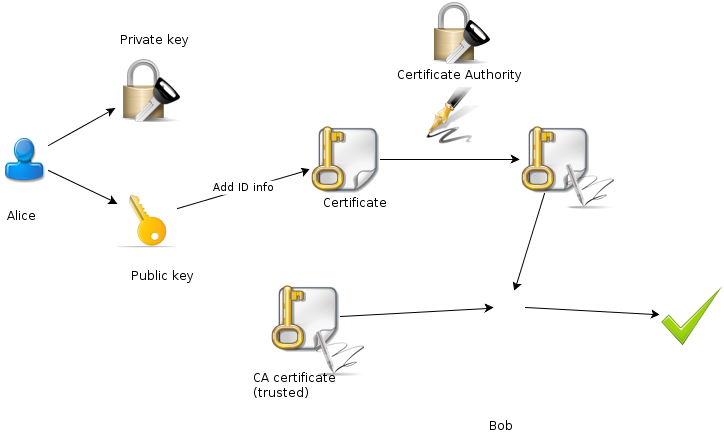 Private key
Certificate Authority
Add ID info
Alice
Certificate
Public key
CA certificate
(trusted)
Bob